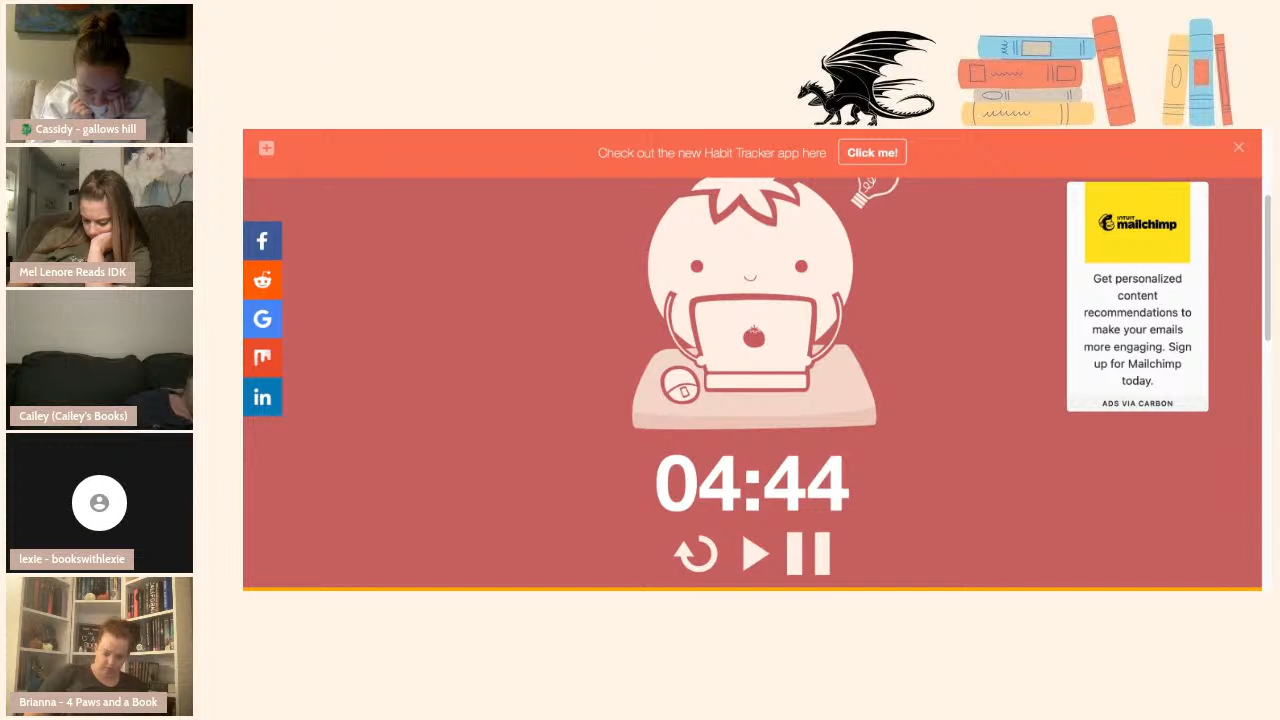 Cassidy - gallows hill
Mel Lenore Reads IDK
Cailey (Cailey's Books)
lexie - bookswithlexie
Brianna - 4 Paws and a Book
Check out the new Habit Tracker app here
Click me!
INTUIT
mailchimp
Get personalized
content
recommendations to
make your emails
more engaging. Sign
up for Mailchimp
today.
ADS VIA CARBON
04:44